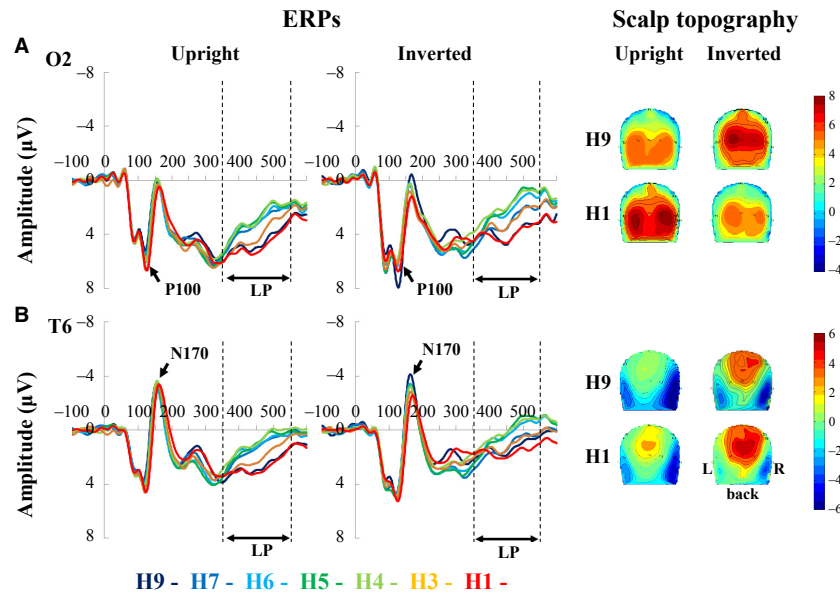 ERPs
Scalp topography
A
O2
Upright
Inverted
Upright
Inverted
Amplitude (µV)
−8
−4
0
4
8
−100
100
200
300
400
500
P100
LP
−8
−4
0
4
8
−100
100
200
300
400
500
P100
LP
H9
H1
8
6
4
2
0
−2
−4
B
T6
Amplitude (µV)
−8
−4
0
4
8
−100
100
200
300
400
500
N170
LP
−8
−4
0
4
8
−100
100
200
300
400
500
N170
LP
H9
H1
L
R
back
6
4
2
0
−2
−4
−6
H9 - H7 - H6 - H5 - H4 - H3 - H1 -